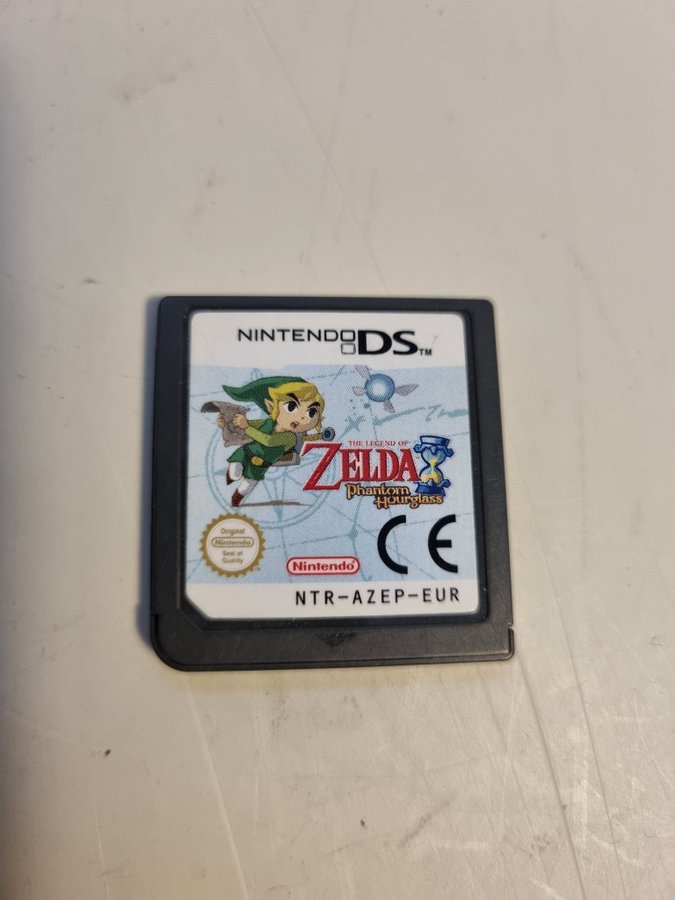 NINTENDO DS™
THE LEGEND OF
ZELDA
Phantom
Hourglass
Original
Nintendo
Seal of
Quality
Nintendo®
CE
NTR-AZEP-EUR